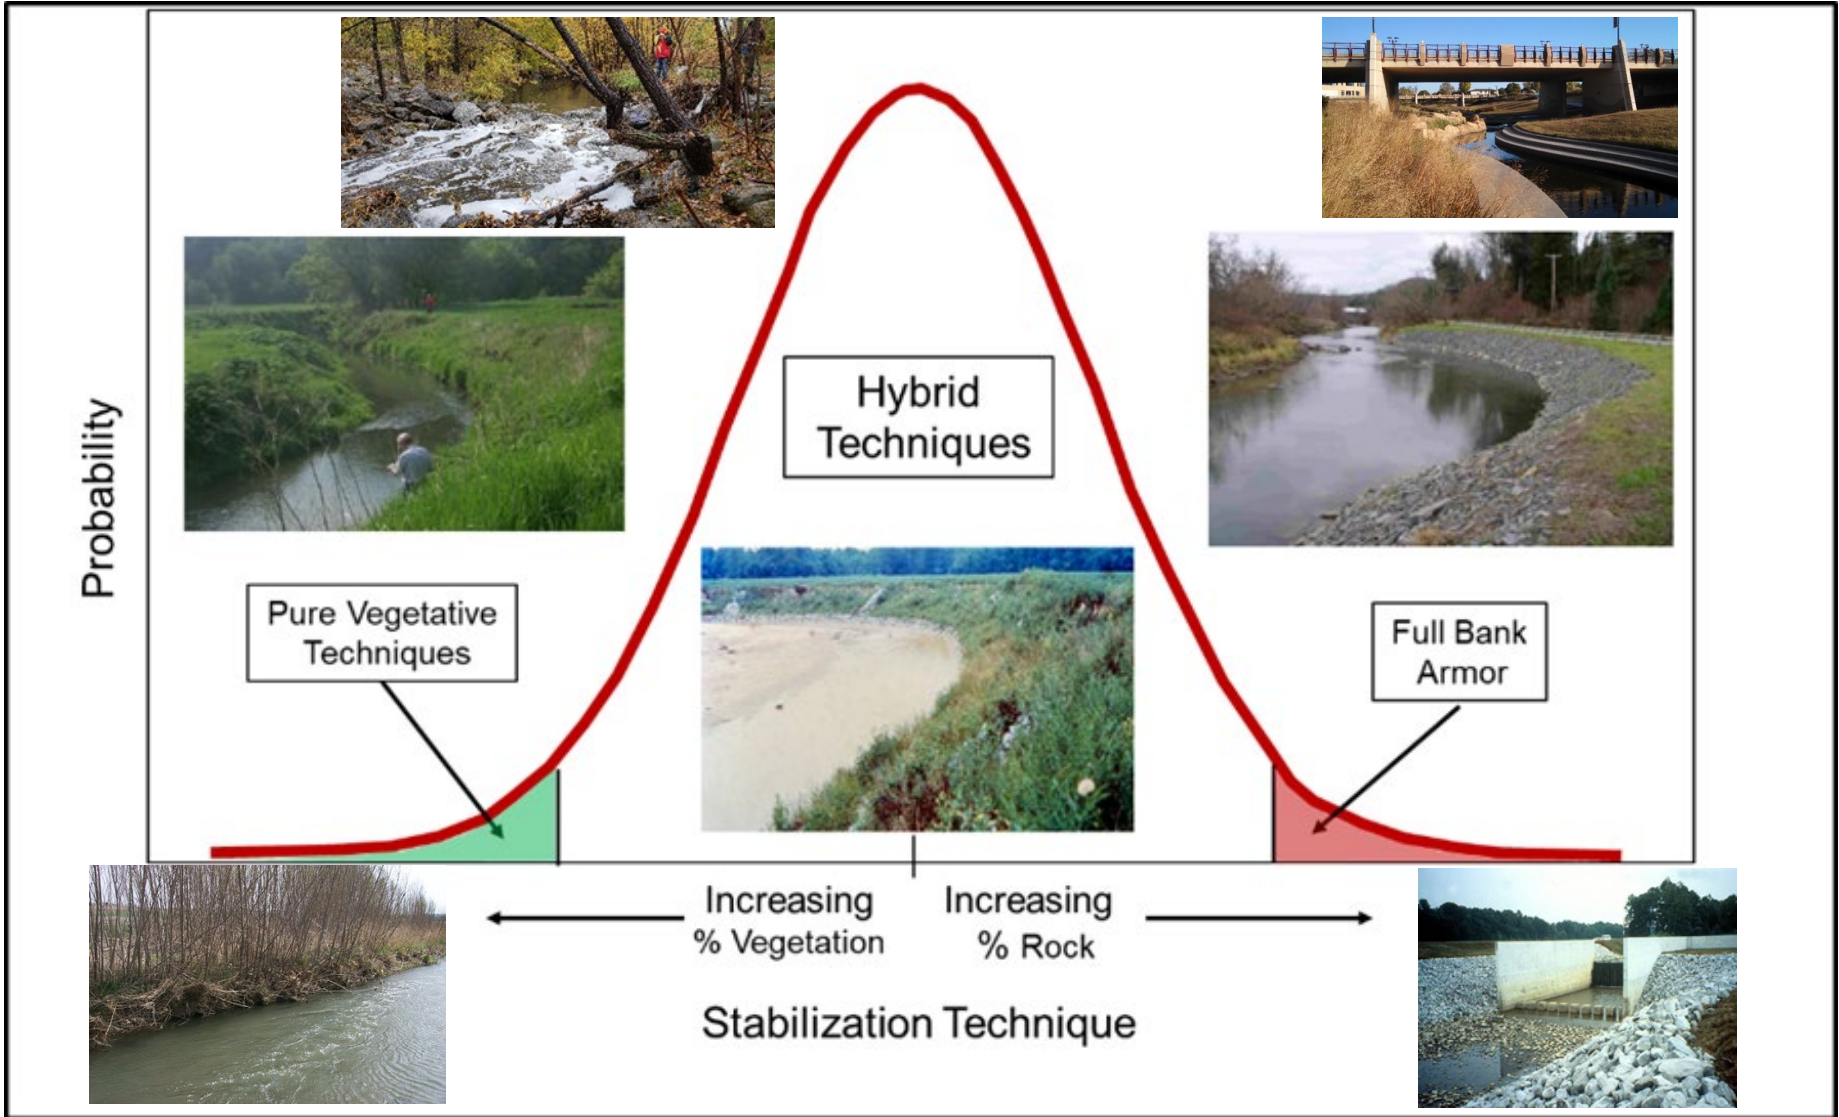 Probability
Hybrid
Techniques
Pure Vegetative
Techniques
Full Bank
Armor
Increasing
% Vegetation
Increasing
% Rock
Stabilization Technique